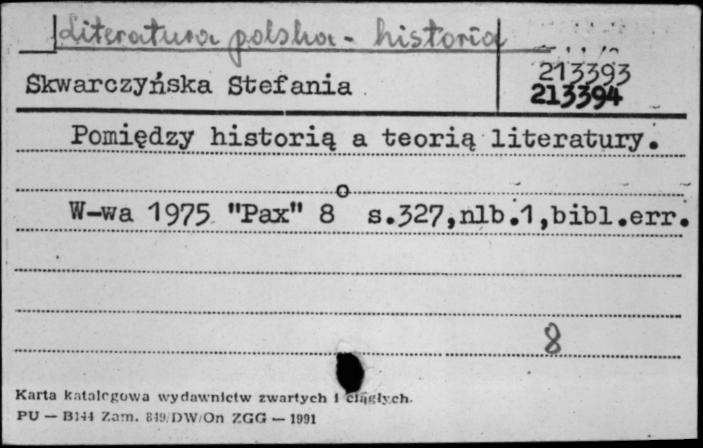 Literatura polska - historia
213393
Skwarczyńska Stefania
213394
Pomiędzy historią a teorią literatury.
W-wa 1975 "Pax" 8° s.327,nlb.1,bibl.err.
8
Karta katalogowa wydawnictw zwartych i ciągłych.
PU — B144 Zam. 849/DW/On ZGG — 1991